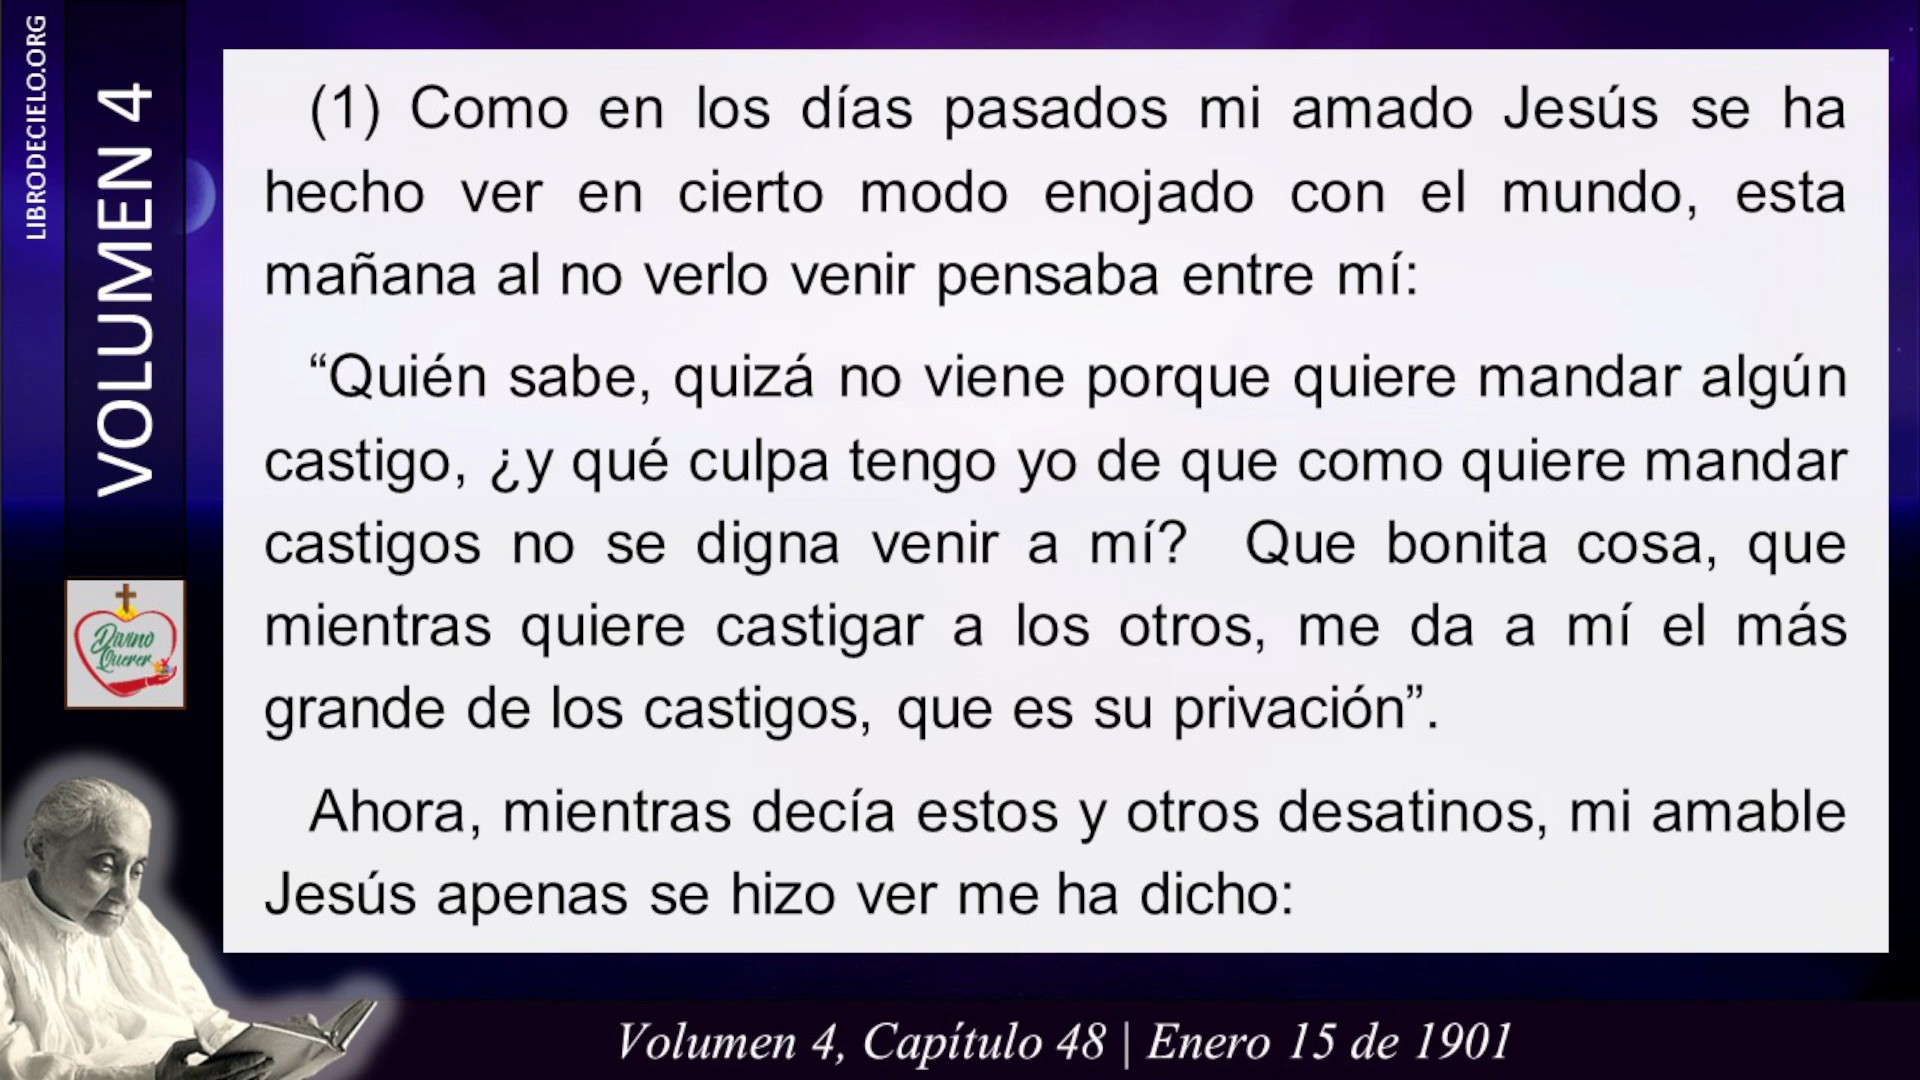 LIBRODECIELO.ORG
VOLUMEN 4
(1) Como en los días pasados mi amado Jesús se ha
hecho ver en cierto modo enojado con el mundo, esta
mañana al no verlo venir pensaba entre mí:
“Quién sabe, quizá no viene porque quiere mandar algún
castigo, ¿y qué culpa tengo yo de que como quiere mandar
castigos no se digna venir a mí? Que bonita cosa, que
mientras quiere castigar a los otros, me da a mí el más
grande de los castigos, que es su privación”.
Ahora, mientras decía estos y otros desatinos, mi amable
Jesús apenas se hizo ver me ha dicho:
Divino
Querer
Volumen 4, Capítulo 48 | Enero 15 de 1901